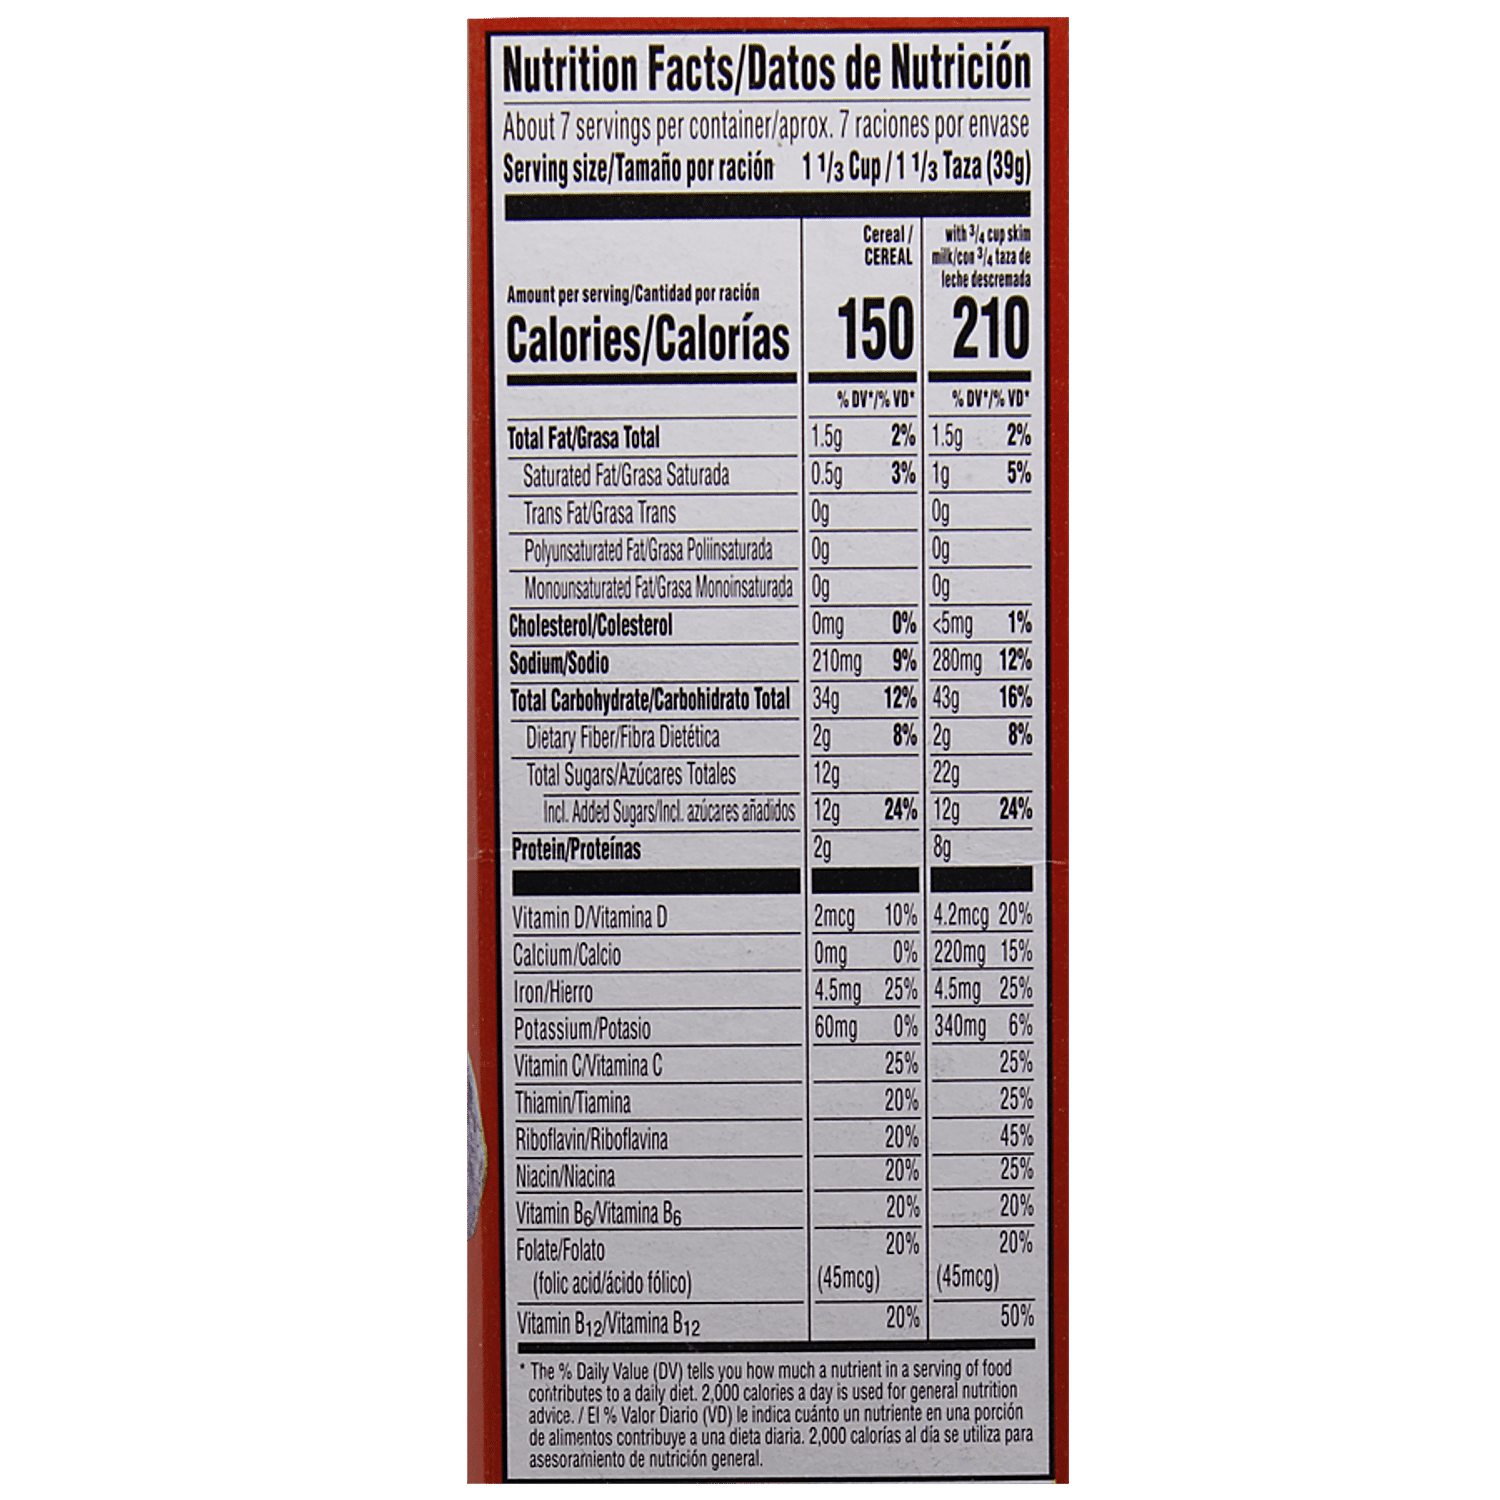 Nutrition Facts/Datos de Nutrición
About 7 servings per container/aprox. 7 raciones por envase
Serving size/Tamaño por ración 1 1/3 Cup / 1 1/3 Taza (39g)
Cereal /
CEREAL
with 3/4 cup skim
milk/con 3/4 taza de
leche descremada
Amount per serving/Cantidad por ración
Calories/Calorías 150 210
% DV*/% VD* % DV*/% VD*
Total Fat/Grasa Total 1.5g 2% 1.5g 2%
Saturated Fat/Grasa Saturada 0.5g 3% 1g 5%
Trans Fat/Grasa Trans 0g 0g
Polyunsaturated Fat/Grasa Poliinsaturada 0g 0g
Monounsaturated Fat/Grasa Monoinsaturada 0g 0g
Cholesterol/Colesterol 0mg 0% <5mg 1%
Sodium/Sodio 210mg 9% 280mg 12%
Total Carbohydrate/Carbohidrato Total 34g 12% 43g 16%
Dietary Fiber/Fibra Dietética 2g 8% 2g 8%
Total Sugars/Azúcares Totales 12g 22g
Incl. Added Sugars/Incl. azúcares añadidos 12g 24% 12g 24%
Protein/Proteínas 2g 8g
Vitamin D/Vitamina D 2mcg 10% 4.2mcg 20%
Calcium/Calcio 0mg 0% 220mg 15%
Iron/Hierro 4.5mg 25% 4.5mg 25%
Potassium/Potasio 60mg 0% 340mg 6%
Vitamin C/Vitamina C 25% 25%
Thiamin/Tiamina 20% 25%
Riboflavin/Riboflavina 20% 45%
Niacin/Niacina 20% 25%
Vitamin B6/Vitamina B6 20% 20%
Folate/Folato 20% 20%
(folic acid/ácido fólico) (45mcg) (45mcg)
Vitamin B12/Vitamina B12 20% 50%
* The % Daily Value (DV) tells you how much a nutrient in a serving of food
contributes to a daily diet. 2,000 calories a day is used for general nutrition
advice. / El % Valor Diario (VD) le indica cuánto un nutriente en una porción
de alimentos contribuye a una dieta diaria. 2,000 calorías al día se utiliza para
asesoramiento de nutrición general.